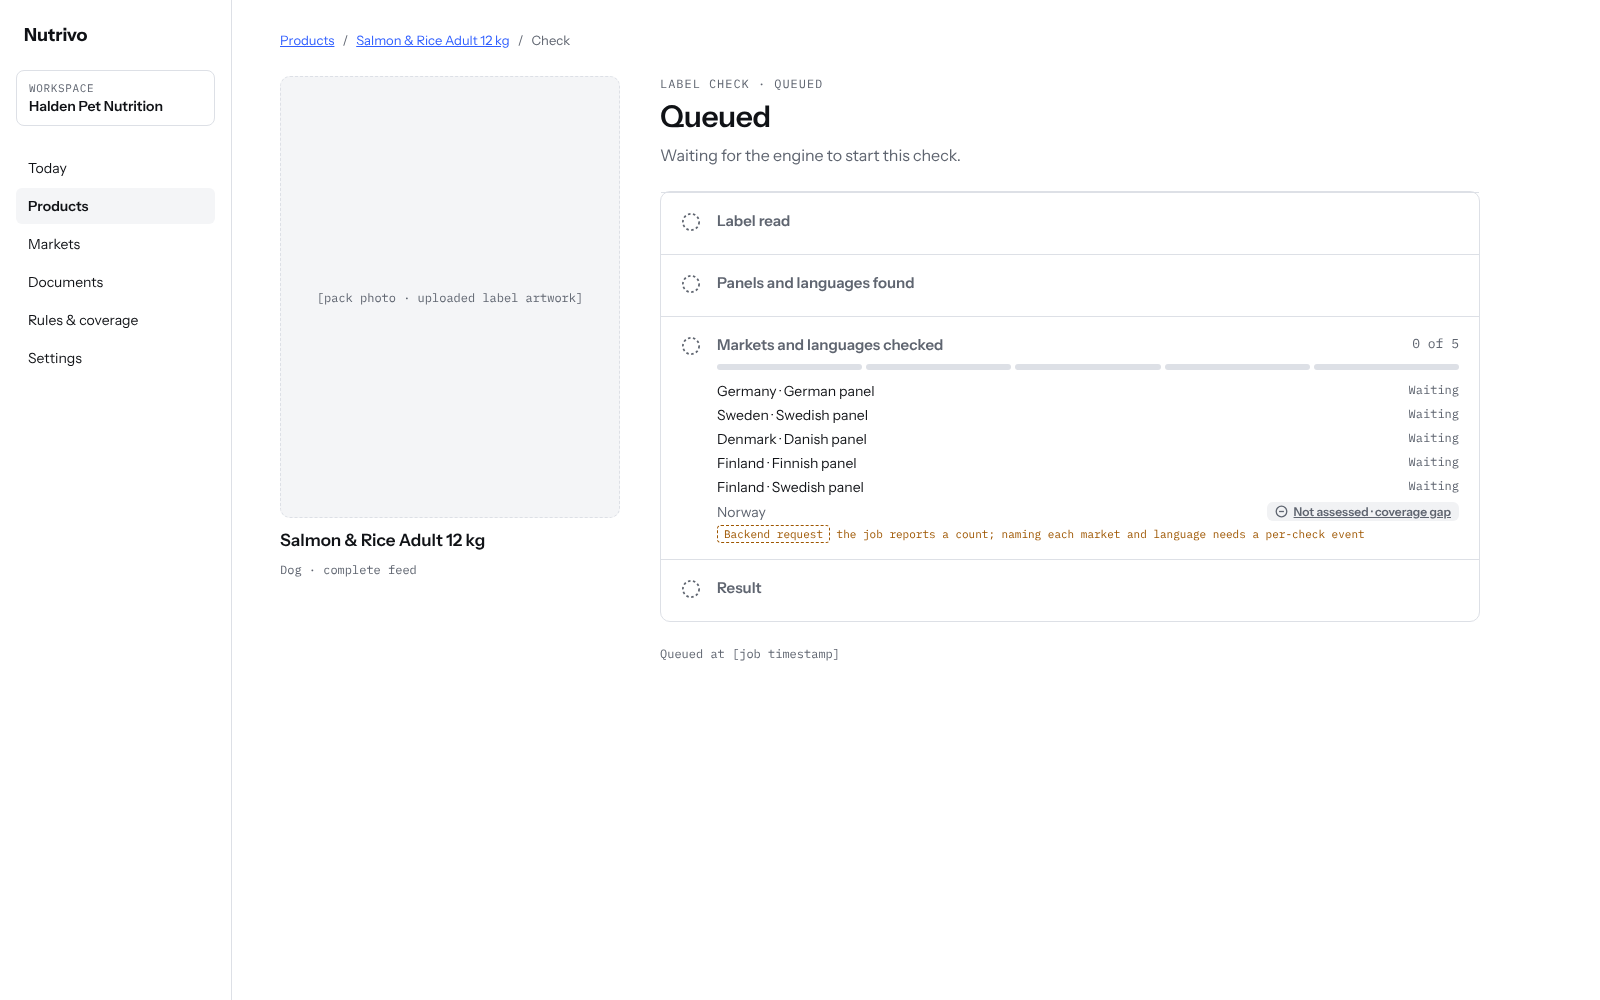 Nutrivo
WORKSPACE
Halden Pet Nutrition
Today
Products
Markets
Documents
Rules & coverage
Settings
Products / Salmon & Rice Adult 12 kg / Check
[pack photo · uploaded label artwork]
Salmon & Rice Adult 12 kg
Dog · complete feed
LABEL CHECK · QUEUED
Queued
Waiting for the engine to start this check.
Label read
Panels and languages found
Markets and languages checked 0 of 5
Germany · German panel Waiting
Sweden · Swedish panel Waiting
Denmark · Danish panel Waiting
Finland · Finnish panel Waiting
Finland · Swedish panel Waiting
Norway Not assessed · coverage gap
Backend request the job reports a count; naming each market and language needs a per-check event
Result
Queued at [job timestamp]